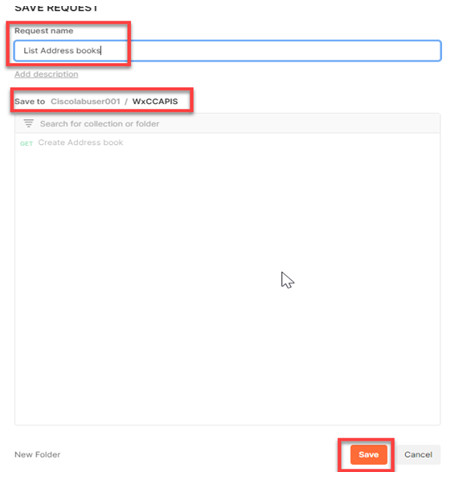 SAVE REQUEST
Request name
List Address books
Add description
Save to Ciscolabuser001 / WxCCAPIS
Search for collection or folder
GET Create Address book
New Folder
Save
Cancel